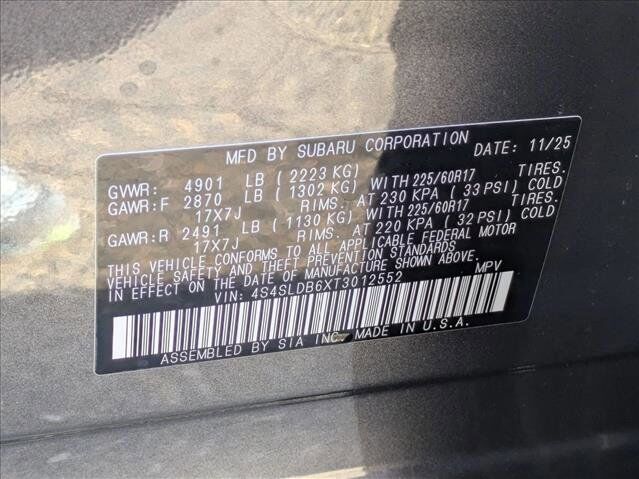 MFD BY SUBARU CORPORATION DATE: 11/25
GVWR: 4901 LB (2223 KG)
GAWR:F 2870 LB (1302 KG) WITH 225/60R17 TIRES.
17X7J RIMS. AT 230 KPA (33 PSI) COLD
GAWR:R 2491 LB (1130 KG) WITH 225/60R17 TIRES.
17X7J RIMS. AT 220 KPA (32 PSI) COLD
THIS VEHICLE CONFORMS TO ALL APPLICABLE FEDERAL MOTOR
VEHICLE SAFETY AND THEFT PREVENTION STANDARDS
IN EFFECT ON THE DATE OF MANUFACTURE SHOWN ABOVE.
VIN: 4S4SLDB6XT3012552 MPV
ASSEMBLED BY SIA INC. MADE IN U.S.A.